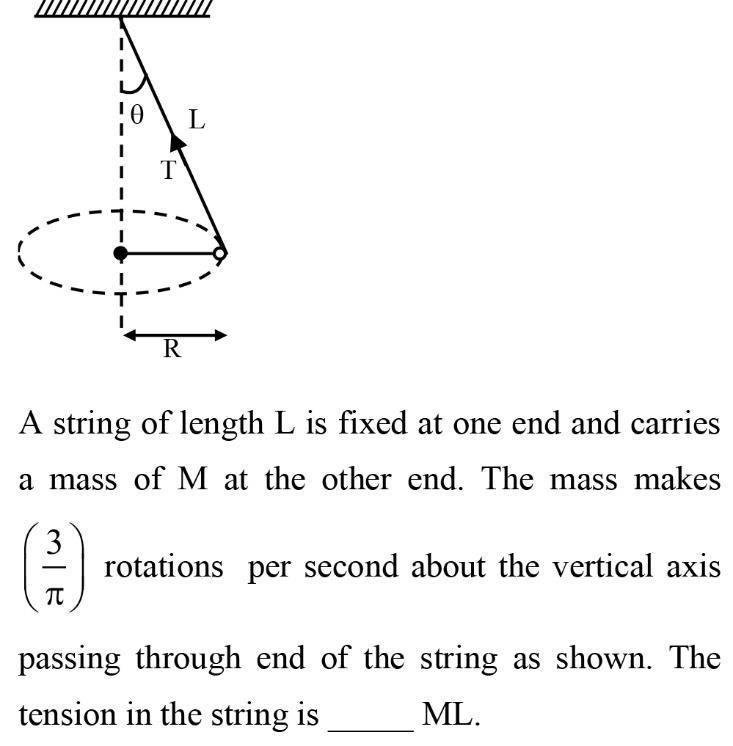 θ
L
T
R
A string of length L is fixed at one end and carries
a mass of M at the other end. The mass makes
(3/π) rotations per second about the vertical axis
passing through end of the string as shown. The
tension in the string is _____ ML.